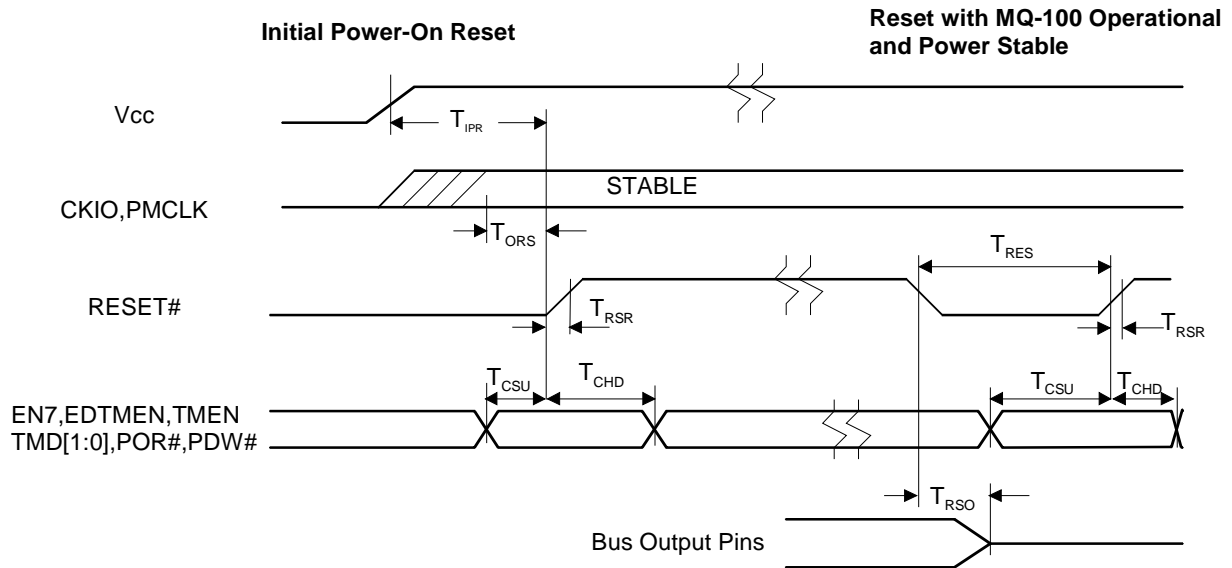 Initial Power-On Reset
Reset with MQ-100 Operational
and Power Stable
Vcc
TIPR
CKIO,PMCLK
STABLE
TORS
TRES
RESET#
TRSR
TRSR
TCSU
TCHD
TCSU
TCHD
EN7,EDTMEN,TMEN
TMD[1:0],POR#,PDW#
TRSO
Bus Output Pins